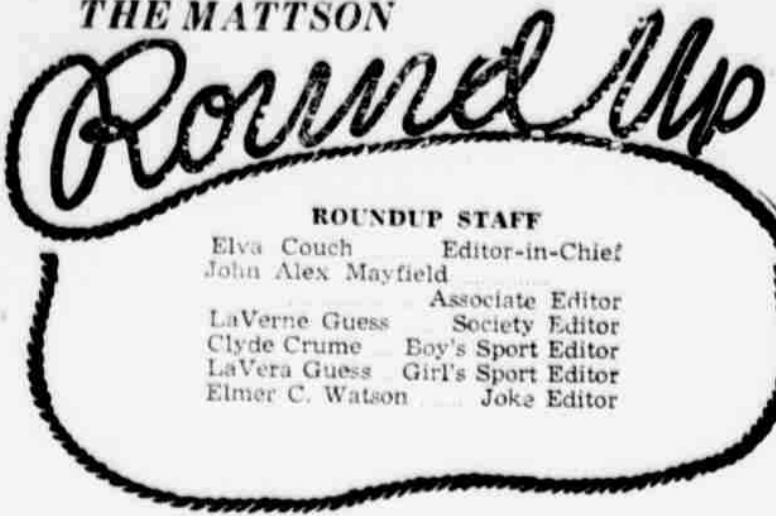 THE MATTSON
Round Up
ROUNDUP STAFF
Elva Couch Editor-in-Chief
John Alex Mayfield
Associate Editor
LaVerne Guess Society Editor
Clyde Crume Boy's Sport Editor
LaVera Guess Girl's Sport Editor
Elmer C. Watson Joke Editor